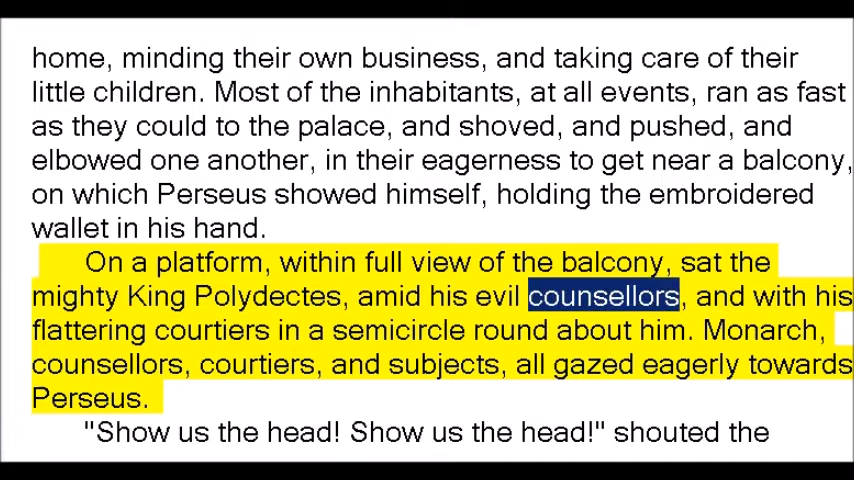 home, minding their own business, and taking care of their
little children. Most of the inhabitants, at all events, ran as fast
as they could to the palace, and shoved, and pushed, and
elbowed one another, in their eagerness to get near a balcony,
on which Perseus showed himself, holding the embroidered
wallet in his hand.
On a platform, within full view of the balcony, sat the
mighty King Polydectes, amid his evil counsellors, and with his
flattering courtiers in a semicircle round about him. Monarch,
counsellors, courtiers, and subjects, all gazed eagerly towards
Perseus.
"Show us the head! Show us the head!" shouted the